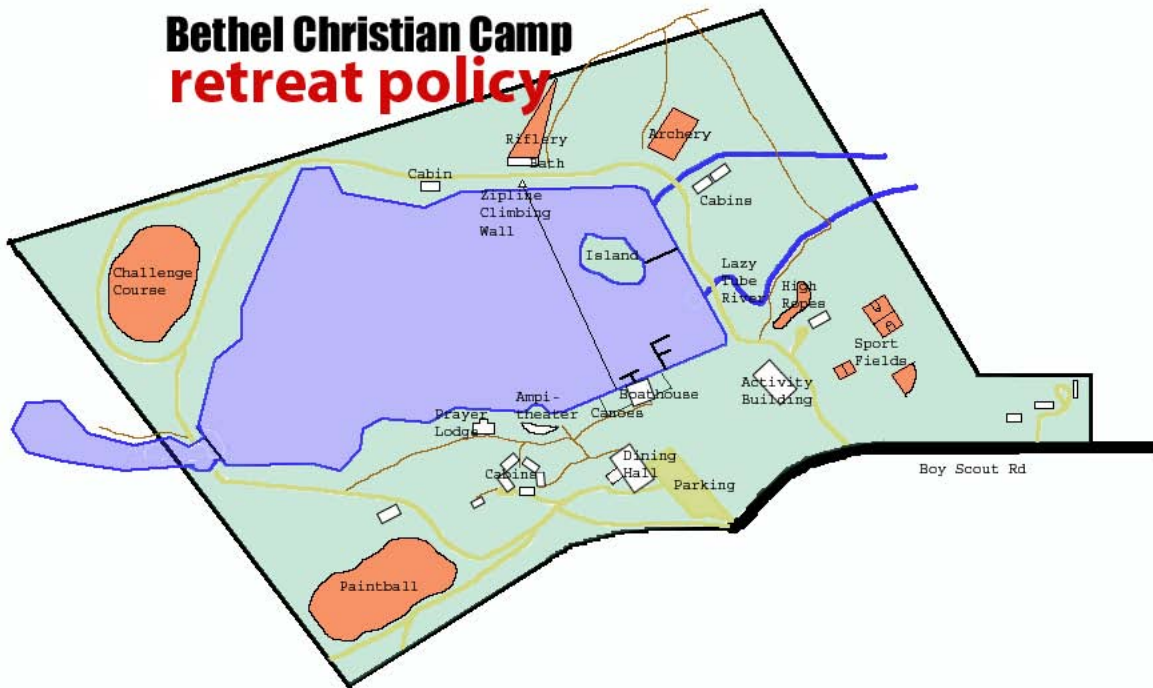 Bethel Christian Camp
retreat policy
Riflery
Bath
Archery
Cabin
Zipline
Climbing
Wall
Cabins
Island
Challenge
Course
Lazy
Tube
River
High
Ropes
Sport
Fields
Activity
Building
Boathouse
Canoes
Ampi-
theater
Prayer
Lodge
Cabins
Dining
Hall
Parking
Boy Scout Rd
Paintball